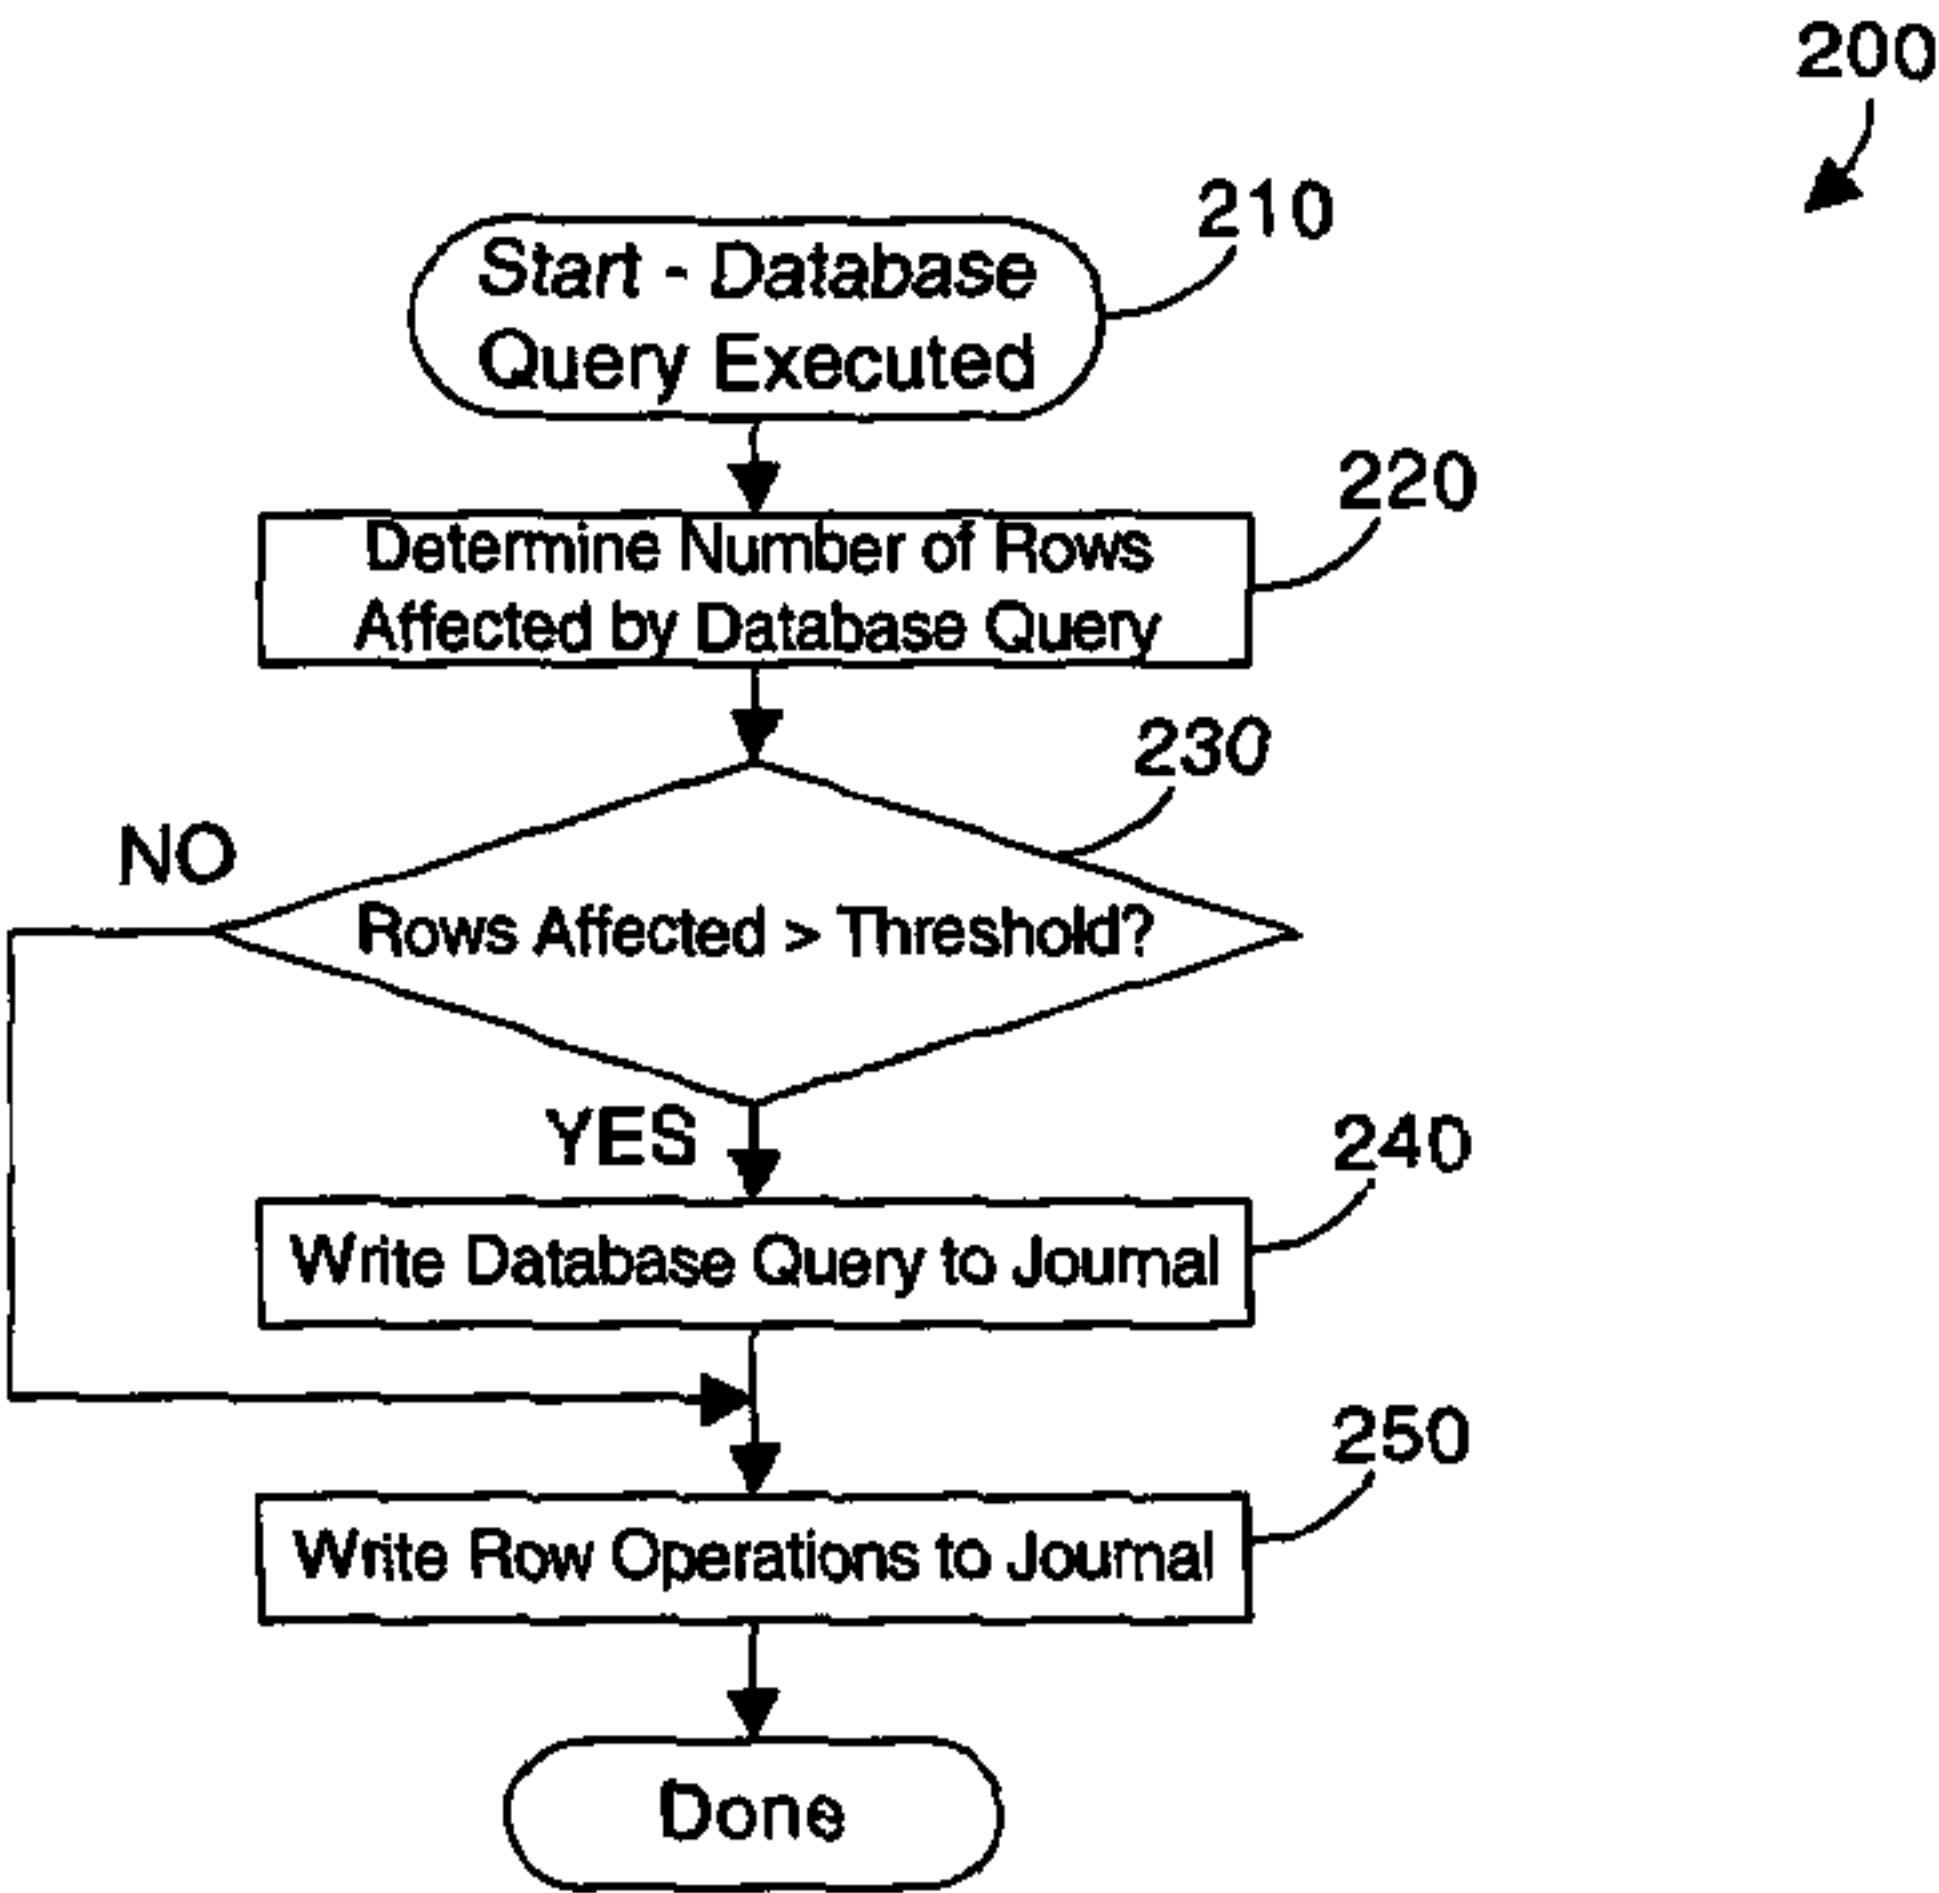 200
210
Start - Database
Query Executed
220
Determine Number of Rows
Affected by Database Query
230
NO
Rows Affected > Threshold?
YES
240
Write Database Query to Journal
250
Write Row Operations to Journal
Done